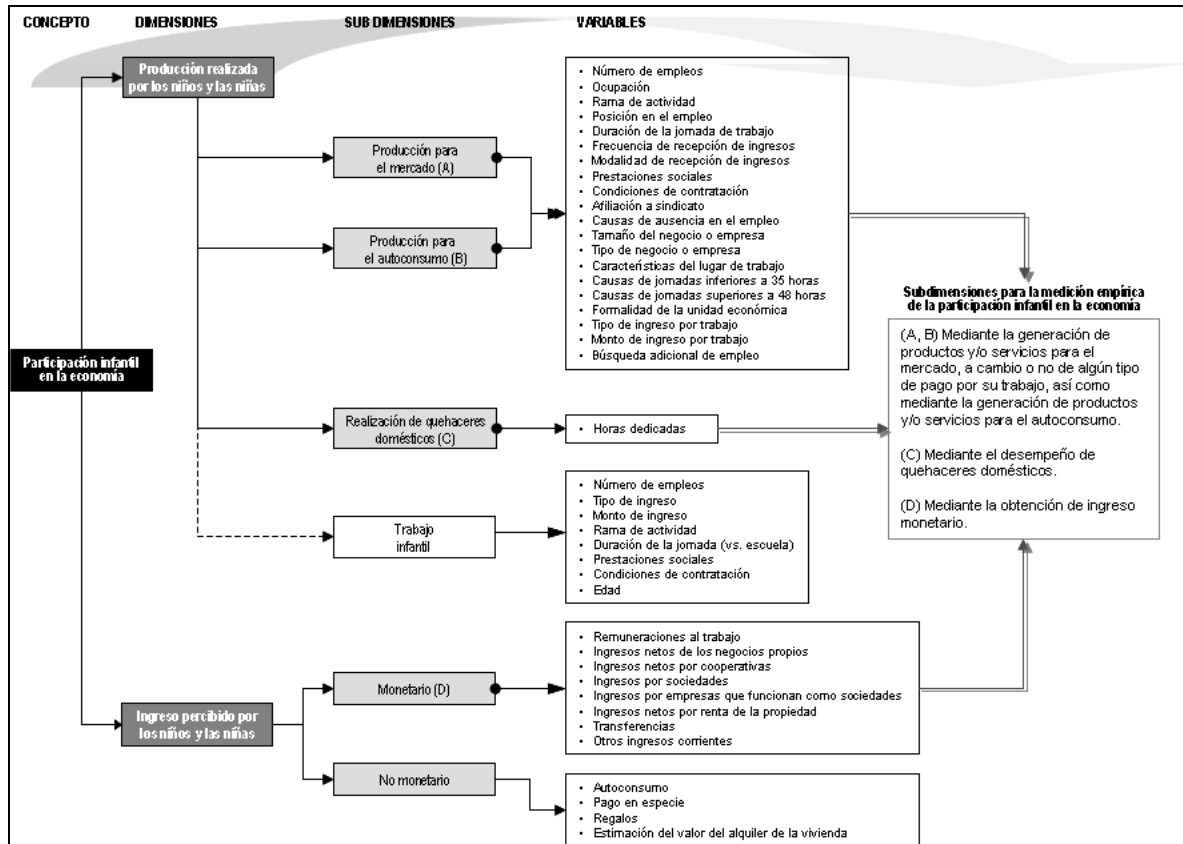 CONCEPTO DIMENSIONES SUB DIMENSIONES VARIABLES
Producción realizada
por los niños y las niñas
Producción para
el mercado (A)
Producción para
el autoconsumo (B)
• Número de empleos
• Ocupación
• Rama de actividad
• Posición en el empleo
• Duración de la jornada de trabajo
• Frecuencia de recepción de ingresos
• Modalidad de recepción de ingresos
• Prestaciones sociales
• Condiciones de contratación
• Afiliación a sindicato
• Causas de ausencia en el empleo
• Tamaño del negocio o empresa
• Tipo de negocio o empresa
• Características del lugar de trabajo
• Causas de jornadas inferiores a 35 horas
• Causas de jornadas superiores a 48 horas
• Formalidad de la unidad económica
• Tipo de ingreso por trabajo
• Monto de ingreso por trabajo
• Búsqueda adicional de empleo
Participación infantil
en la economía
Realización de quehaceres
domésticos (C)
• Horas dedicadas
Trabajo
infantil
• Número de empleos
• Tipo de ingreso
• Monto de ingreso
• Rama de actividad
• Duración de la jornada (vs. escuela)
• Prestaciones sociales
• Condiciones de contratación
• Edad
Subdimensiones para la medición empírica
de la participación infantil en la economía
(A, B) Mediante la generación de
productos y/o servicios para el
mercado, a cambio o no de algún tipo
de pago por su trabajo, así como
mediante la generación de productos
y/o servicios para el autoconsumo.
(C) Mediante el desempeño de
quehaceres domésticos.
(D) Mediante la obtención de ingreso
monetario.
Ingreso percibido por
los niños y las niñas
Monetario (D)
• Remuneraciones al trabajo
• Ingresos netos de los negocios propios
• Ingresos netos por cooperativas
• Ingresos por sociedades
• Ingresos por empresas que funcionan como sociedades
• Ingresos netos por renta de la propiedad
• Transferencias
• Otros ingresos corrientes
No monetario
• Autoconsumo
• Pago en especie
• Regalos
• Estimación del valor del alquiler de la vivienda